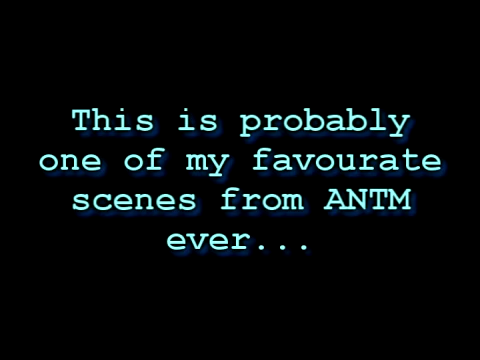 This is probably
one of my favourate
scenes from ANTM
ever...